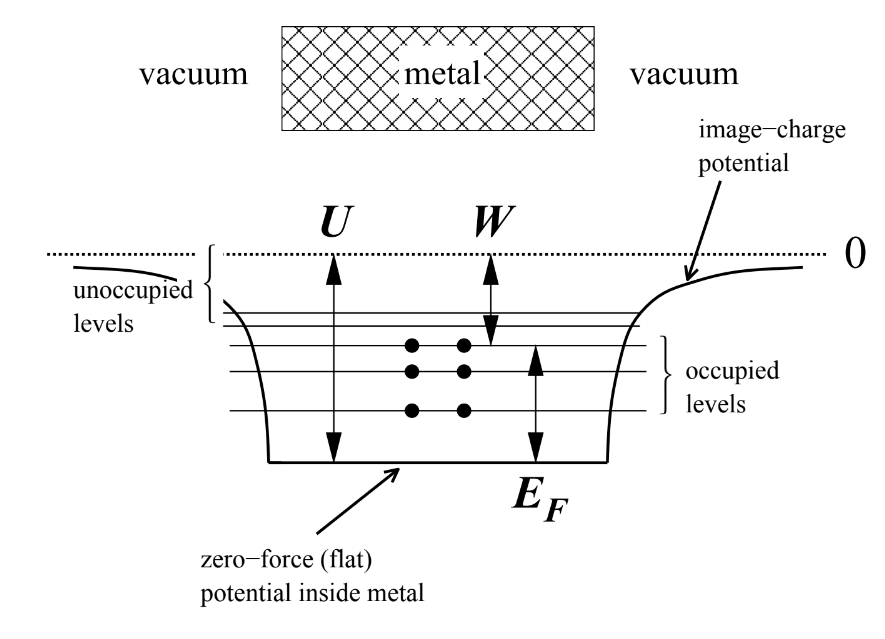 vacuum
metal
vacuum
image−charge
potential
U
W
0
unoccupied
levels
occupied
levels
E_F
zero−force (flat)
potential inside metal